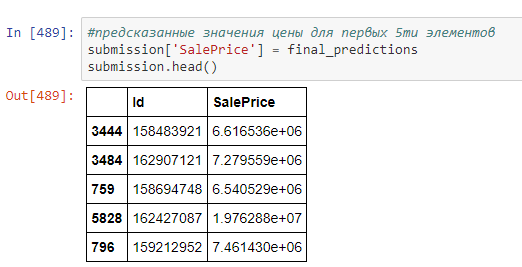 In [489]: #предсказанные значения цены для первых 5ти элементов
submission['SalePrice'] = final_predictions
submission.head()
Out[489]:
Id SalePrice
3444 158483921 6.616536e+06
3484 162907121 7.279559e+06
759 158694748 6.540529e+06
5828 162427087 1.976288e+07
796 159212952 7.461430e+06